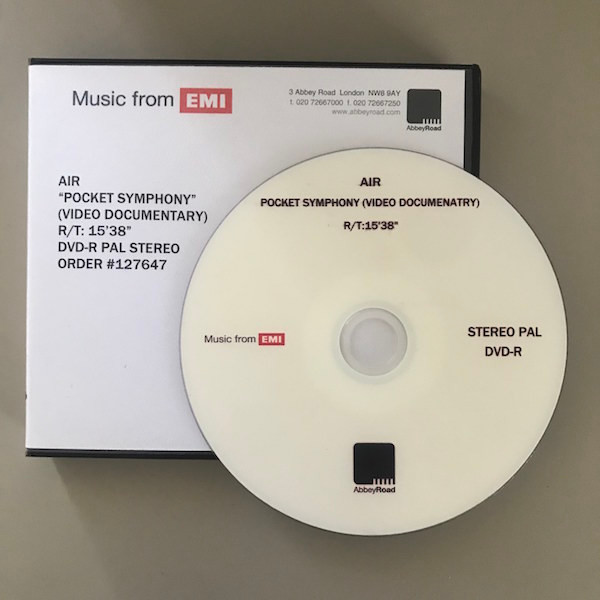 Music from EMI
3 Abbey Road London NW8 9AY
t. 020 72667000 f. 020 72667250
www.abbeyroad.com
AbbeyRoad
AIR
“POCKET SYMPHONY”
(VIDEO DOCUMENTARY)
R/T: 15’38”
DVD-R PAL STEREO
ORDER #127647
AIR
POCKET SYMPHONY (VIDEO DOCUMENATRY)
R/T:15’38”
Music from EMI
STEREO PAL
DVD-R
AbbeyRoad